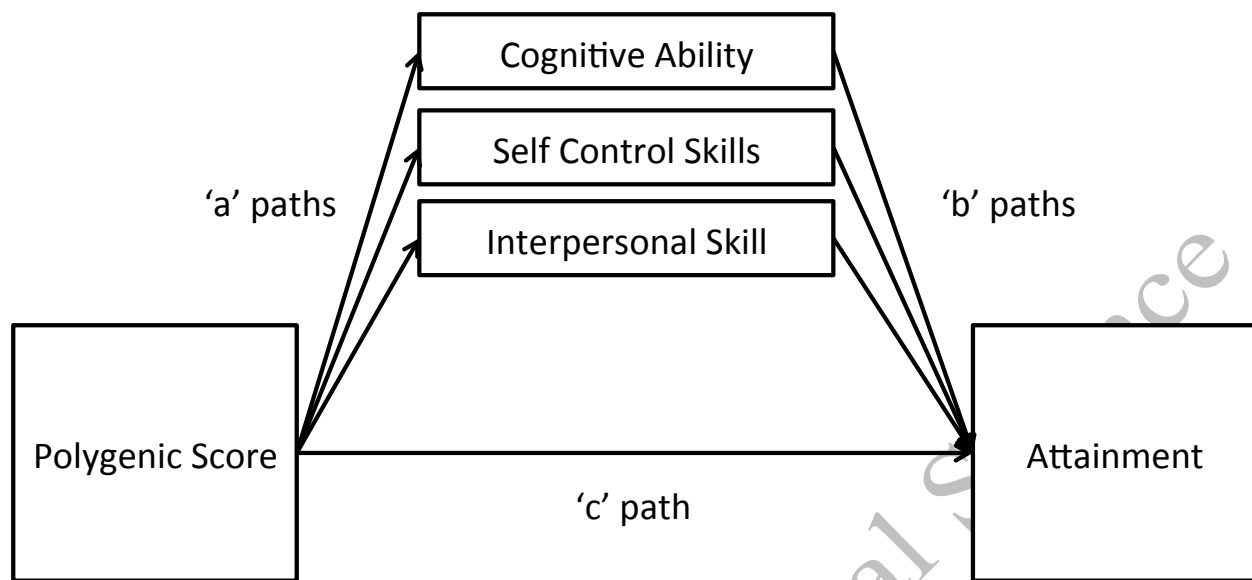 Cognitive Ability
Self Control Skills
‘a’ paths
‘b’ paths
Interpersonal Skill
Polygenic Score
Attainment
‘c’ path